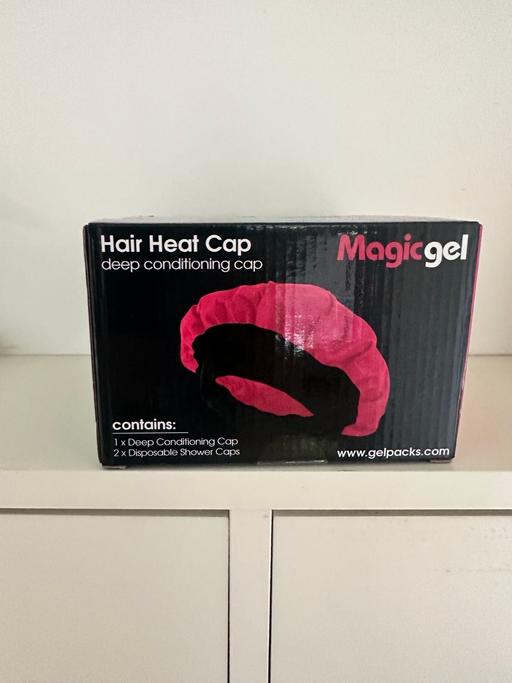 Hair Heat Cap
deep conditioning cap
Magicgel
contains:
1 x Deep Conditioning Cap
2 x Disposable Shower Caps
www.gelpacks.com